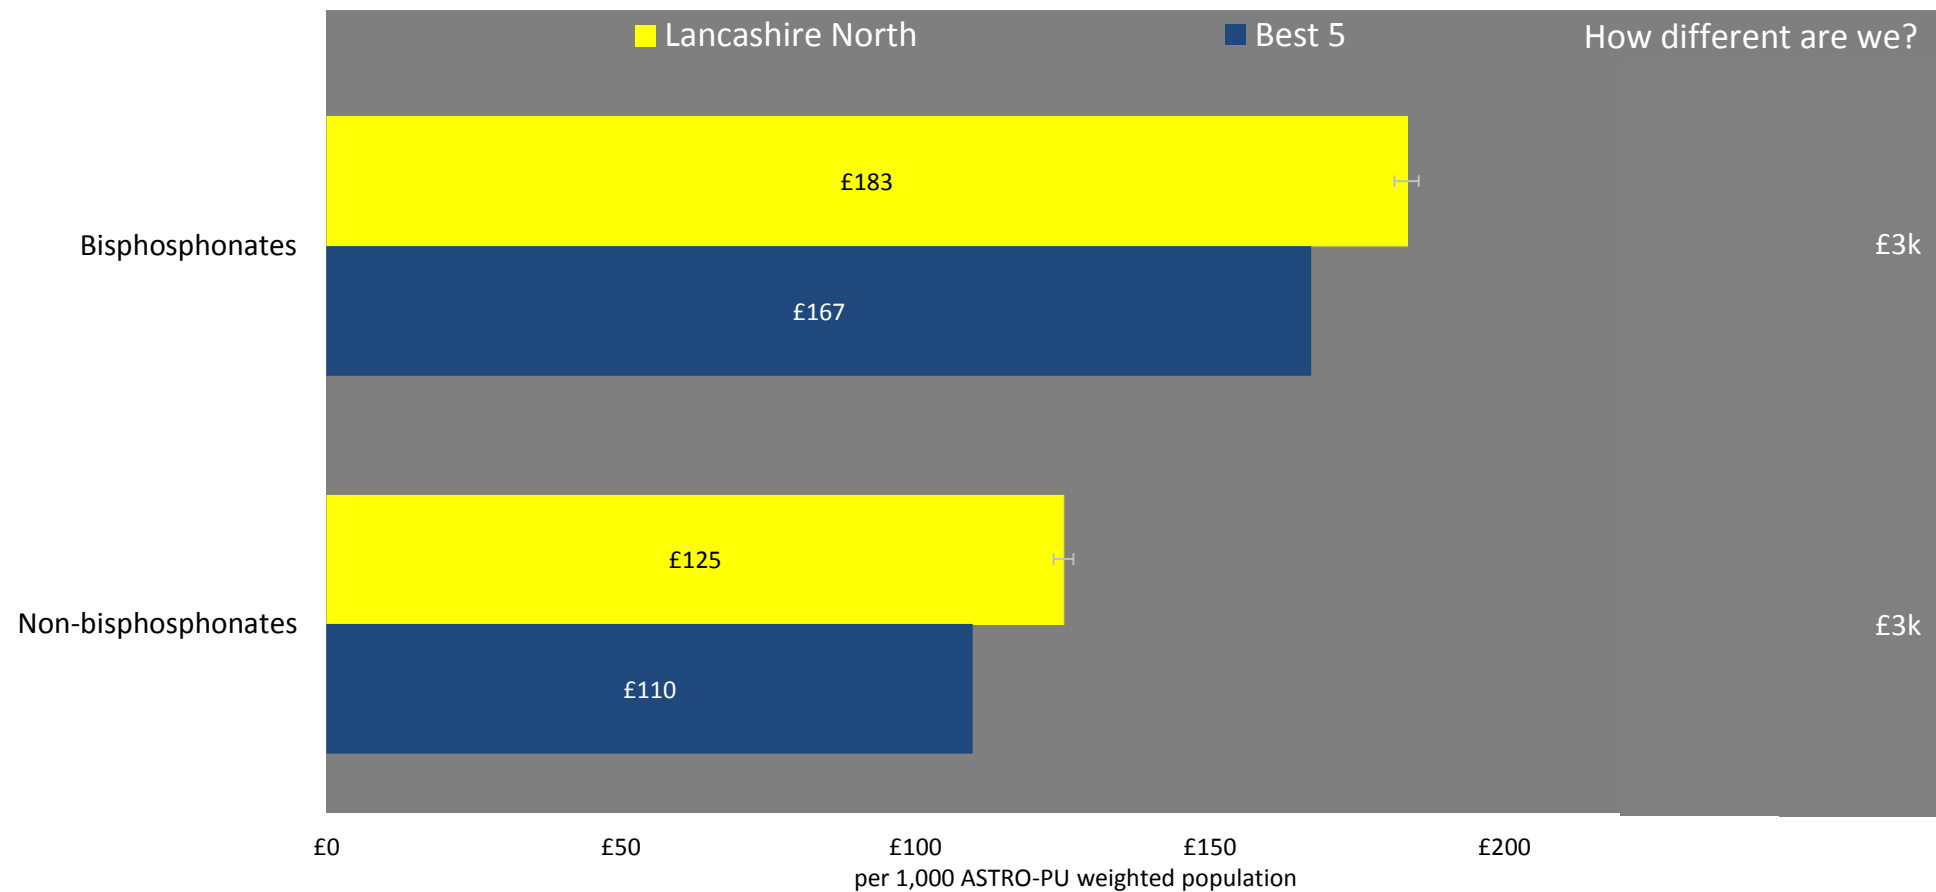 Lancashire North
Best 5
How different are we?
£183
Bisphosphonates
£3k
£167
£125
Non-bisphosphonates
£3k
£110
£0
£50
£100
£150
£200
per 1,000 ASTRO-PU weighted population